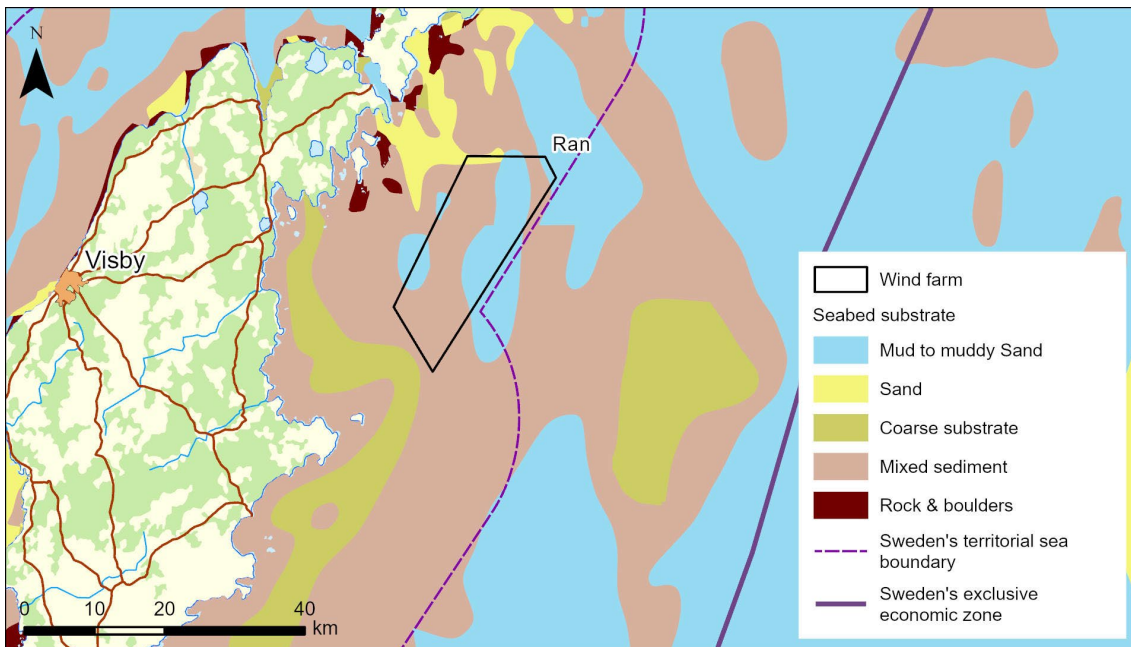 N
Ran
Visby
Wind farm
Seabed substrate
Mud to muddy Sand
Sand
Coarse substrate
Mixed sediment
Rock & boulders
Sweden's territorial sea
boundary
Sweden's exclusive
economic zone
0 10 20 40
km